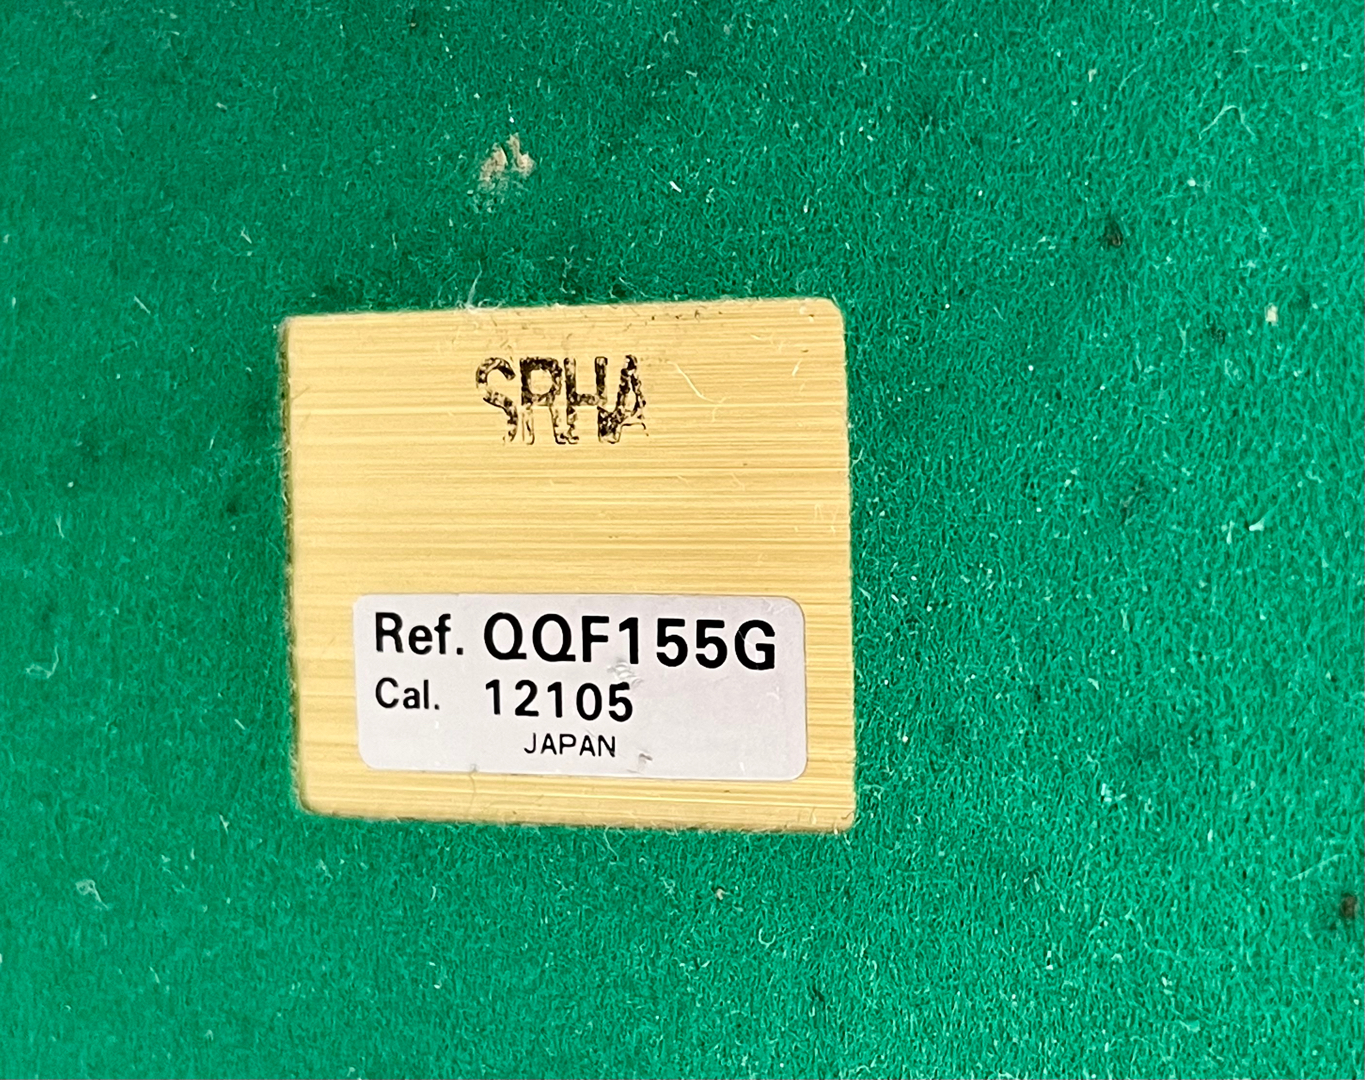 SRHA
Ref. QQF155G
Cal. 12105
JAPAN